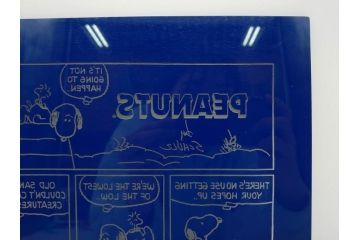 IT'S NOT
GOING TO
HAPPEN.
PEANUTS.
by
SCHULZ
THERE'S NO USE GETTING
YOUR HOPES UP.
WE'RE THE LOWEST
OF THE LOW.
OLD
COULDN'T
CREATURE